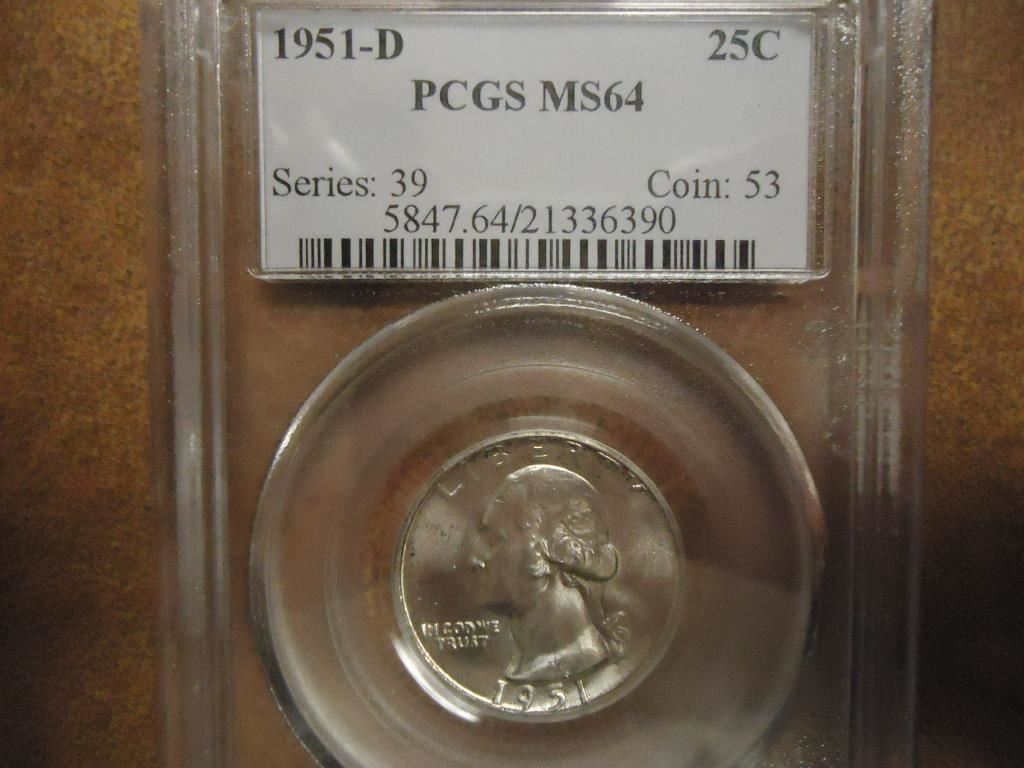 1951-D 25C
PCGS MS64
Series: 39 Coin: 53
5847.64/21336390
LIBERTY
IN GOD WE
TRUST
1951